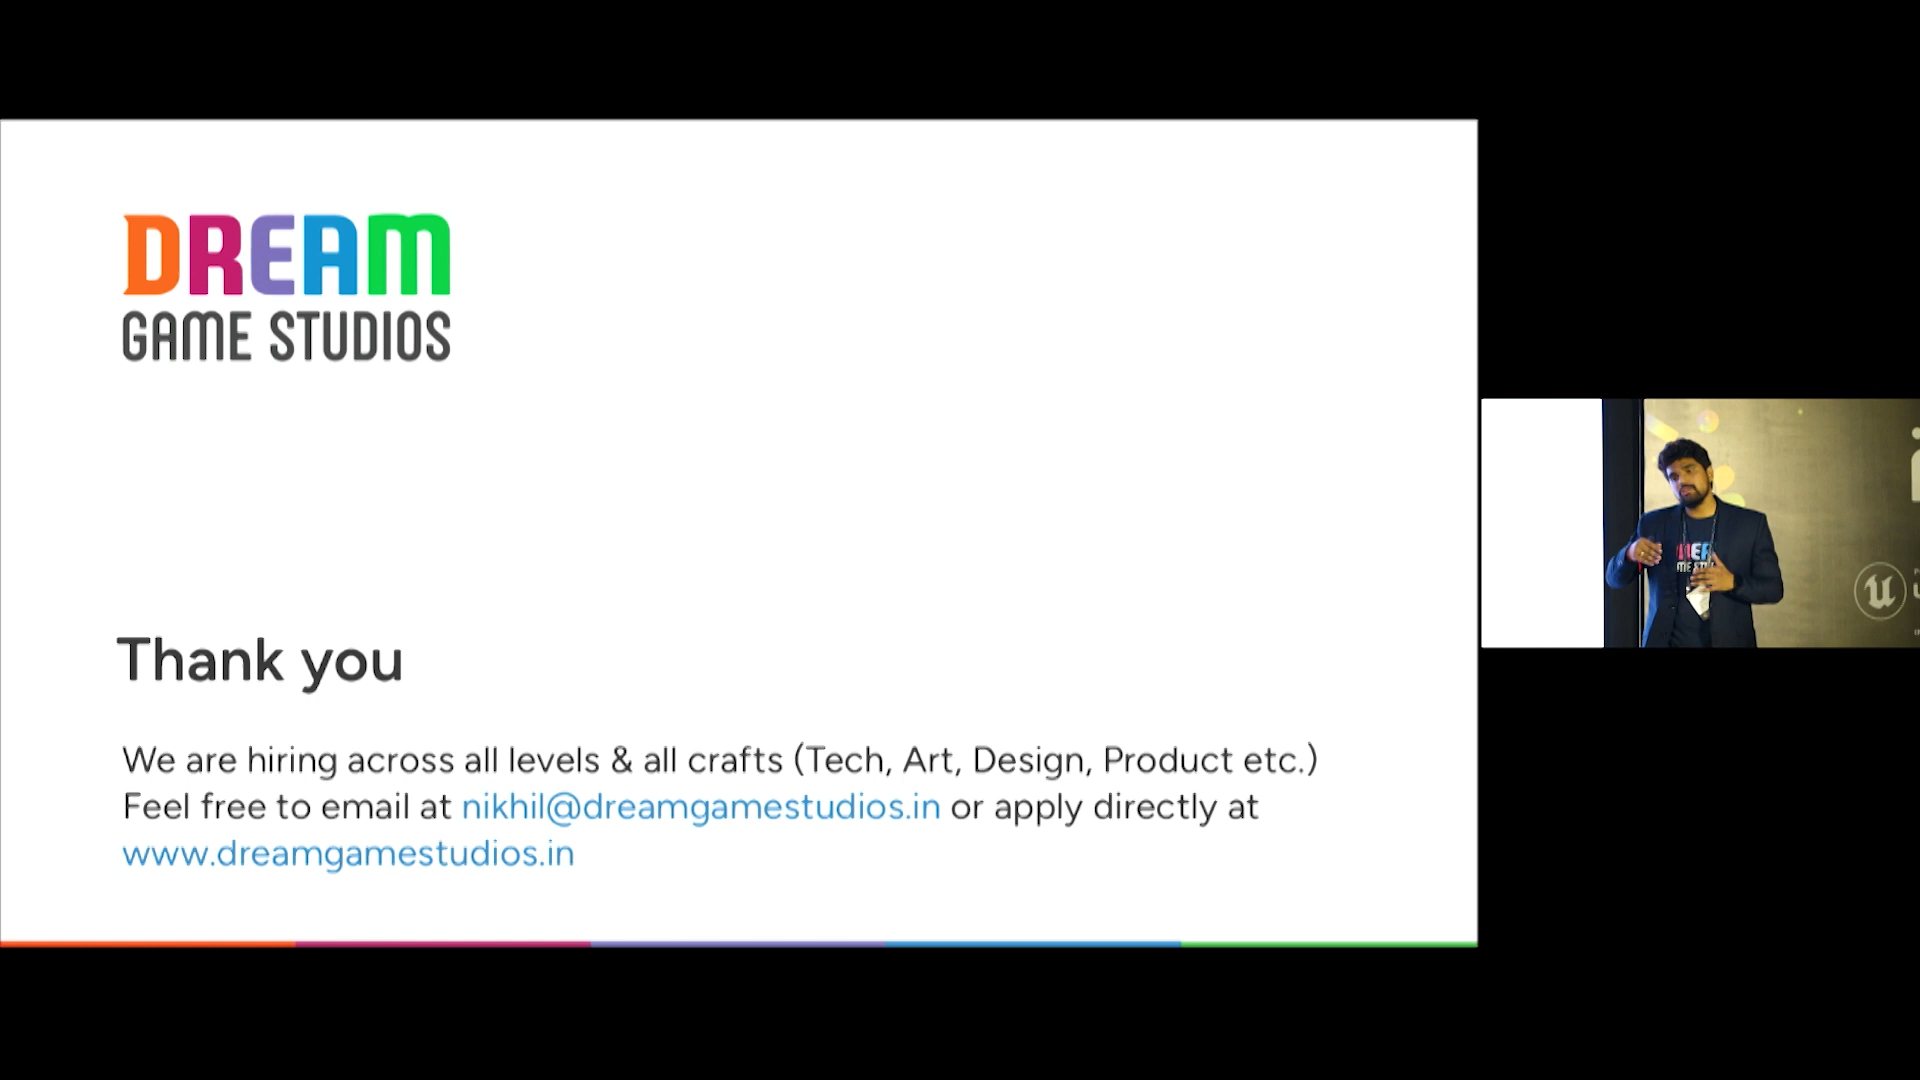 DREAM
GAME STUDIOS
Thank you
We are hiring across all levels & all crafts (Tech, Art, Design, Product etc.)
Feel free to email at nikhil@dreamgamestudios.in or apply directly at
www.dreamgamestudios.in